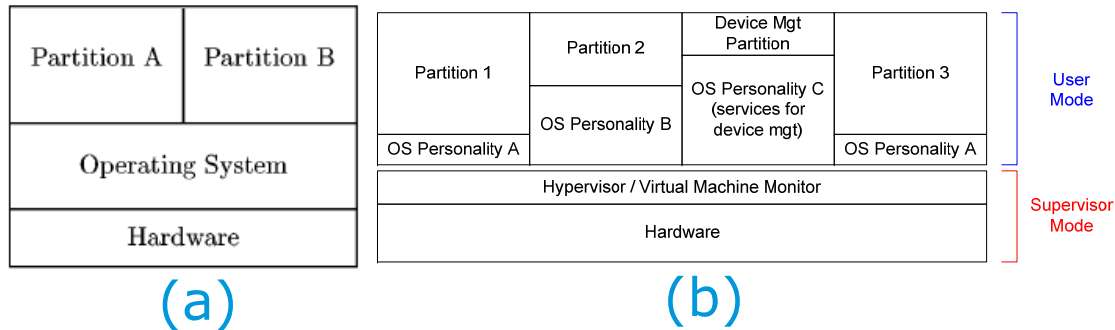 Partition A
Partition B
Operating System
Hardware
(a)
Partition 1
OS Personality A
Partition 2
OS Personality B
Device Mgt
Partition
OS Personality C
(services for
device mgt)
Partition 3
OS Personality A
Hypervisor / Virtual Machine Monitor
Hardware
User
Mode
Supervisor
Mode
(b)